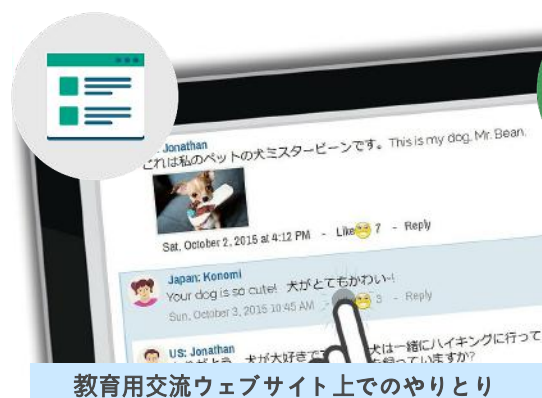 Jonathan
これは私のペットの犬ミスタービーンです。This is my dog, Mr. Bean.
Sat, October 2, 2015 at 4:12 PM - Like 7 - Reply
Japan: Konomi
Your dog is so cute! 犬がとてもかわいい~!
Sun, October 3, 2015 10:45 AM - 3 - Reply
US: Jonathan
犬が大好きで 犬は一緒にハイキングに行って
っていますか?
教育用交流ウェブサイト上でのやりとり